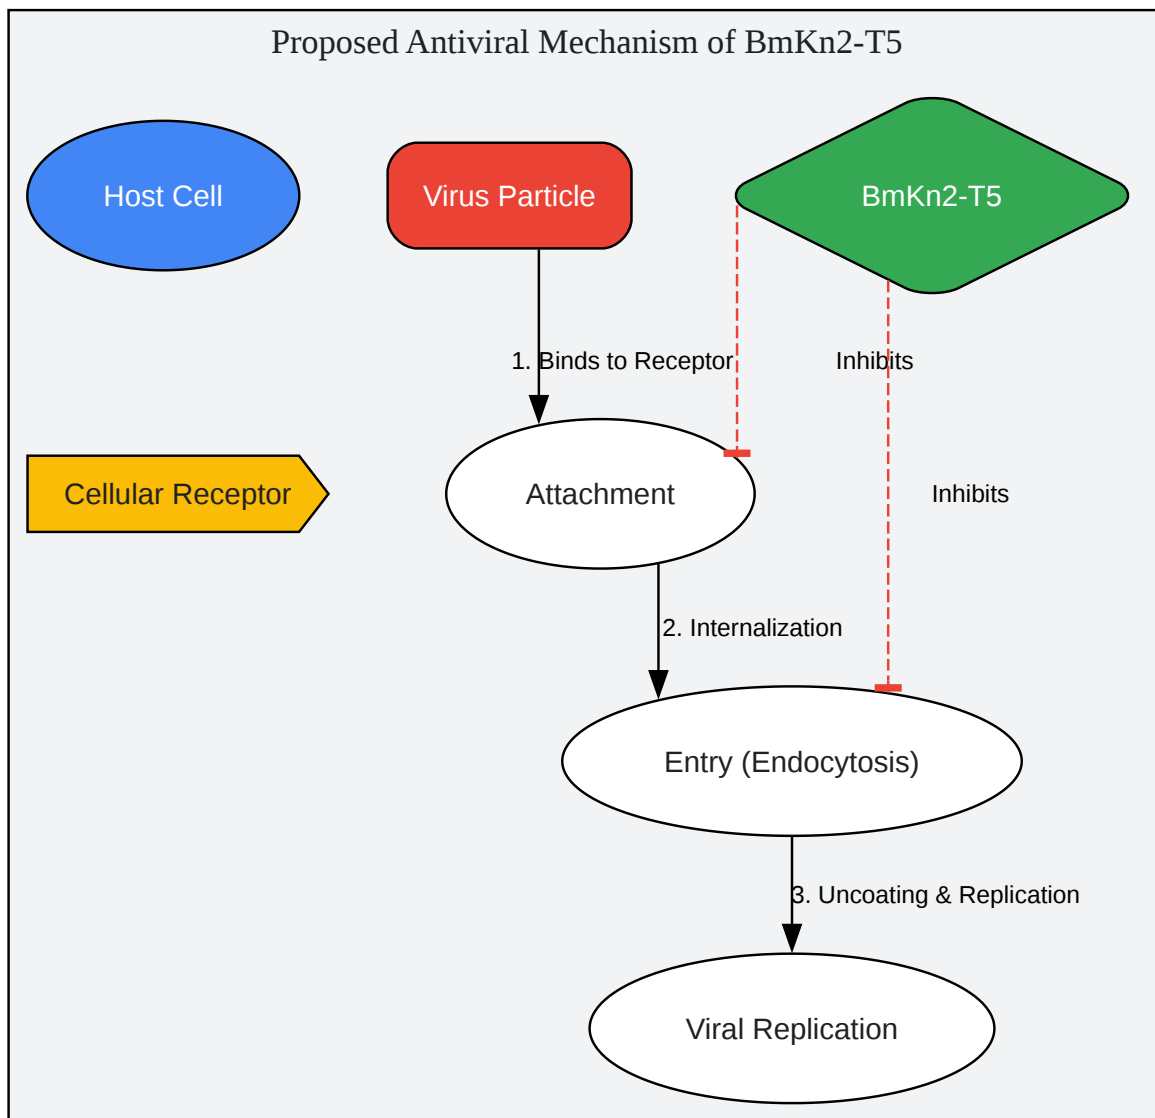 Proposed Antiviral Mechanism of BmKn2-T5
Host Cell
Virus Particle
BmKn2-T5
1. Binds to Receptor
Inhibits
Cellular Receptor
Attachment
Inhibits
2. Internalization
Entry (Endocytosis)
3. Uncoating & Replication
Viral Replication